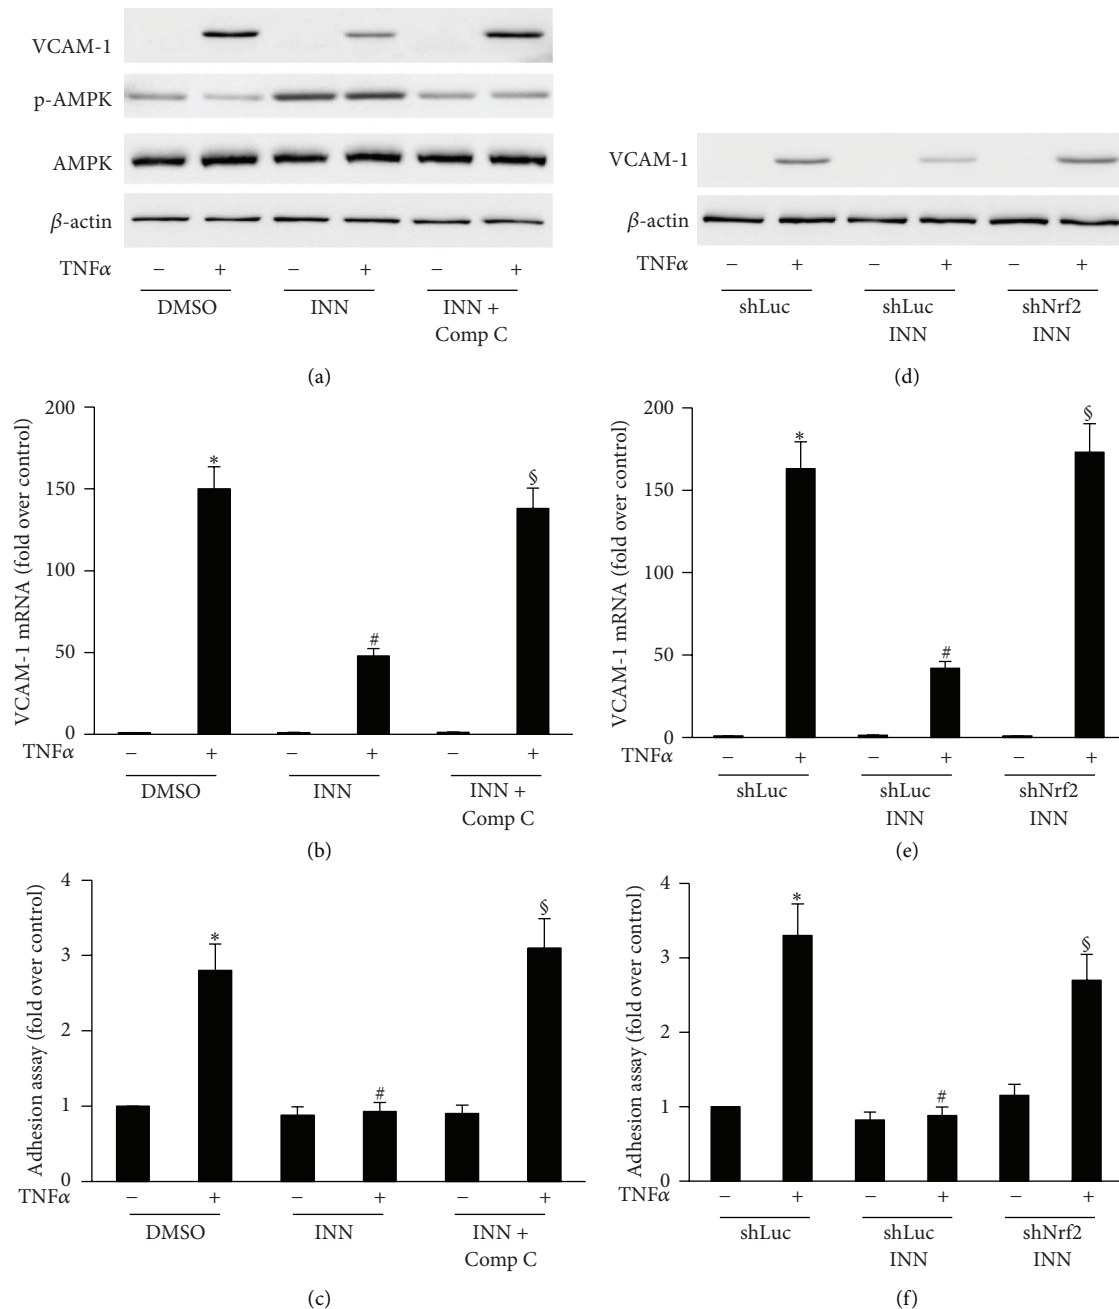 VCAM-1
p-AMPK
AMPK
β-actin
TNFα − + − + − +
DMSO INN INN +
Comp C
(a)
VCAM-1
β-actin
TNFα − + − + − +
shLuc shLuc shNrf2
INN INN
(d)
VCAM-1 mRNA (fold over control)
200
150
100
50
0
* # §
TNFα − + − + − +
DMSO INN INN +
Comp C
(b)
VCAM-1 mRNA (fold over control)
200
150
100
50
0
* # §
TNFα − + − + − +
shLuc shLuc shNrf2
INN INN
(e)
Adhesion assay (fold over control)
4
3
2
1
0
* # §
TNFα − + − + − +
DMSO INN INN +
Comp C
(c)
Adhesion assay (fold over control)
4
3
2
1
0
* # §
TNFα − + − + − +
shLuc shLuc shNrf2
INN INN
(f)